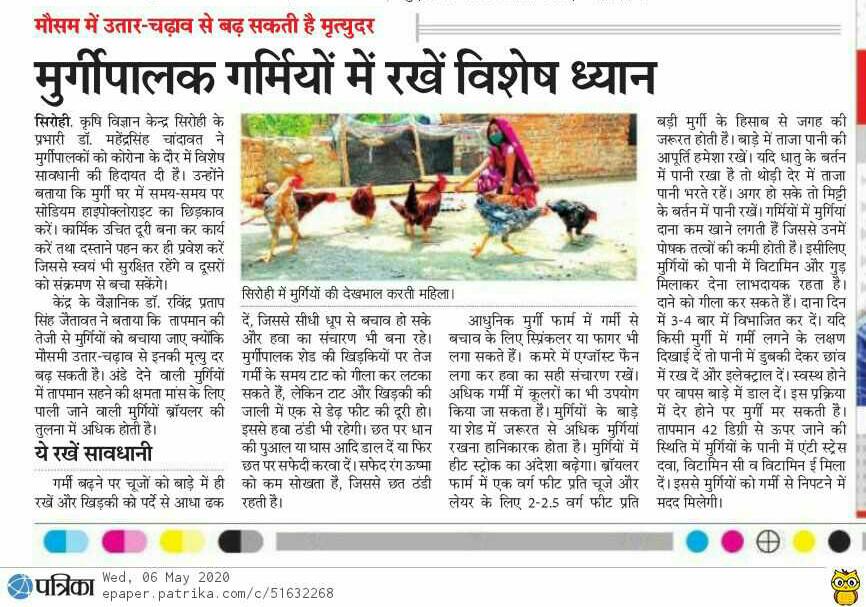 मौसम में उतार-चढ़ाव से बढ़ सकती है मृत्युदर
मुर्गीपालक गर्मियों में रखें विशेष ध्यान
सिरोही. कृषि विज्ञान केन्द्र सिरोही के
प्रभारी डॉ. महेंद्रसिंह चांदावत ने
मुर्गीपालकों को कोरोना के दौर में विशेष
सावधानी की हिदायत दी है। उन्होंने
बताया कि मुर्गी घर में समय-समय पर
सोडियम हाइपोक्लोराइट का छिड़काव
करें। कार्मिक उचित दूरी बना कर कार्य
करें तथा दस्ताने पहन कर ही प्रवेश करें
जिससे स्वयं भी सुरक्षित रहेंगे व दूसरों
को संक्रमण से बचा सकेंगे।
केंद्र के वैज्ञानिक डॉ. रविंद्र प्रताप
सिंह जैतावत ने बताया कि तापमान की
तेजी से मुर्गियों को बचाया जाए क्योंकि
मौसमी उतार-चढ़ाव से इनकी मृत्यु दर
बढ़ सकती है। अंडे देने वाली मुर्गियों
में तापमान सहने की क्षमता मांस के लिए
पाली जाने वाली मुर्गियों ब्रॉयलर की
तुलना में अधिक होती है।
ये रखें सावधानी
गर्मी बढ़ने पर चूजों को बाड़े में ही
रखें और खिड़की को पर्दे से आधा ढक
सिरोही में मुर्गियों की देखभाल करती महिला।
दें, जिससे सीधी धूप से बचाव हो सके
और हवा का संचारण भी बना रहे।
मुर्गीपालक शेड की खिड़कियों पर तेज
गर्मी के समय टाट को गीला कर लटका
सकते हैं, लेकिन टाट और खिड़की की
जाली में एक से डेढ़ फीट की दूरी हो।
इससे हवा ठंडी भी रहेगी। छत पर धान
की पुआल या घास आदि डाल दें या फिर
छत पर सफेदी करवा दें। सफेद रंग ऊष्मा
को कम सोखता है, जिससे छत ठंडी
रहती है।
आधुनिक मुर्गी फार्म में गर्मी से
बचाव के लिए स्प्रिंकलर या फागर भी
लगा सकते हैं। कमरे में एग्जॉस्ट फैन
लगा कर हवा का सही संचारण रखें।
अधिक गर्मी में कूलरों का भी उपयोग
किया जा सकता है। मुर्गियों के बाड़े
या शेड में जरूरत से अधिक मुर्गियां
रखना हानिकारक होता है। मुर्गियों में
हीट स्ट्रोक का अंदेशा बढ़ेगा। ब्रॉयलर
फार्म में एक वर्ग फीट प्रति चूजे और
लेयर के लिए 2-2.5 वर्ग फीट प्रति
बड़ी मुर्गी के हिसाब से जगह की
जरूरत होती है। बाड़े में ताजा पानी की
आपूर्ति हमेशा रखें। यदि धातु के बर्तन
में पानी रखा है तो थोड़ी देर में ताजा
पानी भरते रहें। अगर हो सके तो मिट्टी
के बर्तन में पानी रखें। गर्मियों में मुर्गियां
दाना कम खाने लगती हैं जिससे उनमें
पोषक तत्वों की कमी होती है। इसीलिए
मुर्गियों को पानी में विटामिन और गुड़
मिलाकर देना लाभदायक रहता है।
दाने को गीला कर सकते हैं। दाना दिन
में 3-4 बार में विभाजित कर दें। यदि
किसी मुर्गी में गर्मी लगने के लक्षण
दिखाई दें तो पानी में डुबकी देकर छांव
में रख दें और इलेक्ट्राल दें। स्वस्थ होने
पर वापस बाड़े में डाल दें। इस प्रक्रिया
में देर होने पर मुर्गी मर सकती है।
तापमान 42 डिग्री से ऊपर जाने की
स्थिति में मुर्गियों के पानी में एंटी स्ट्रेस
दवा, विटामिन सी व विटामिन ई मिला
दें। इससे मुर्गियों को गर्मी से निपटने में
मदद मिलेगी।
पत्रिका
Wed, 06 May 2020
epaper.patrika.com/c/51632268